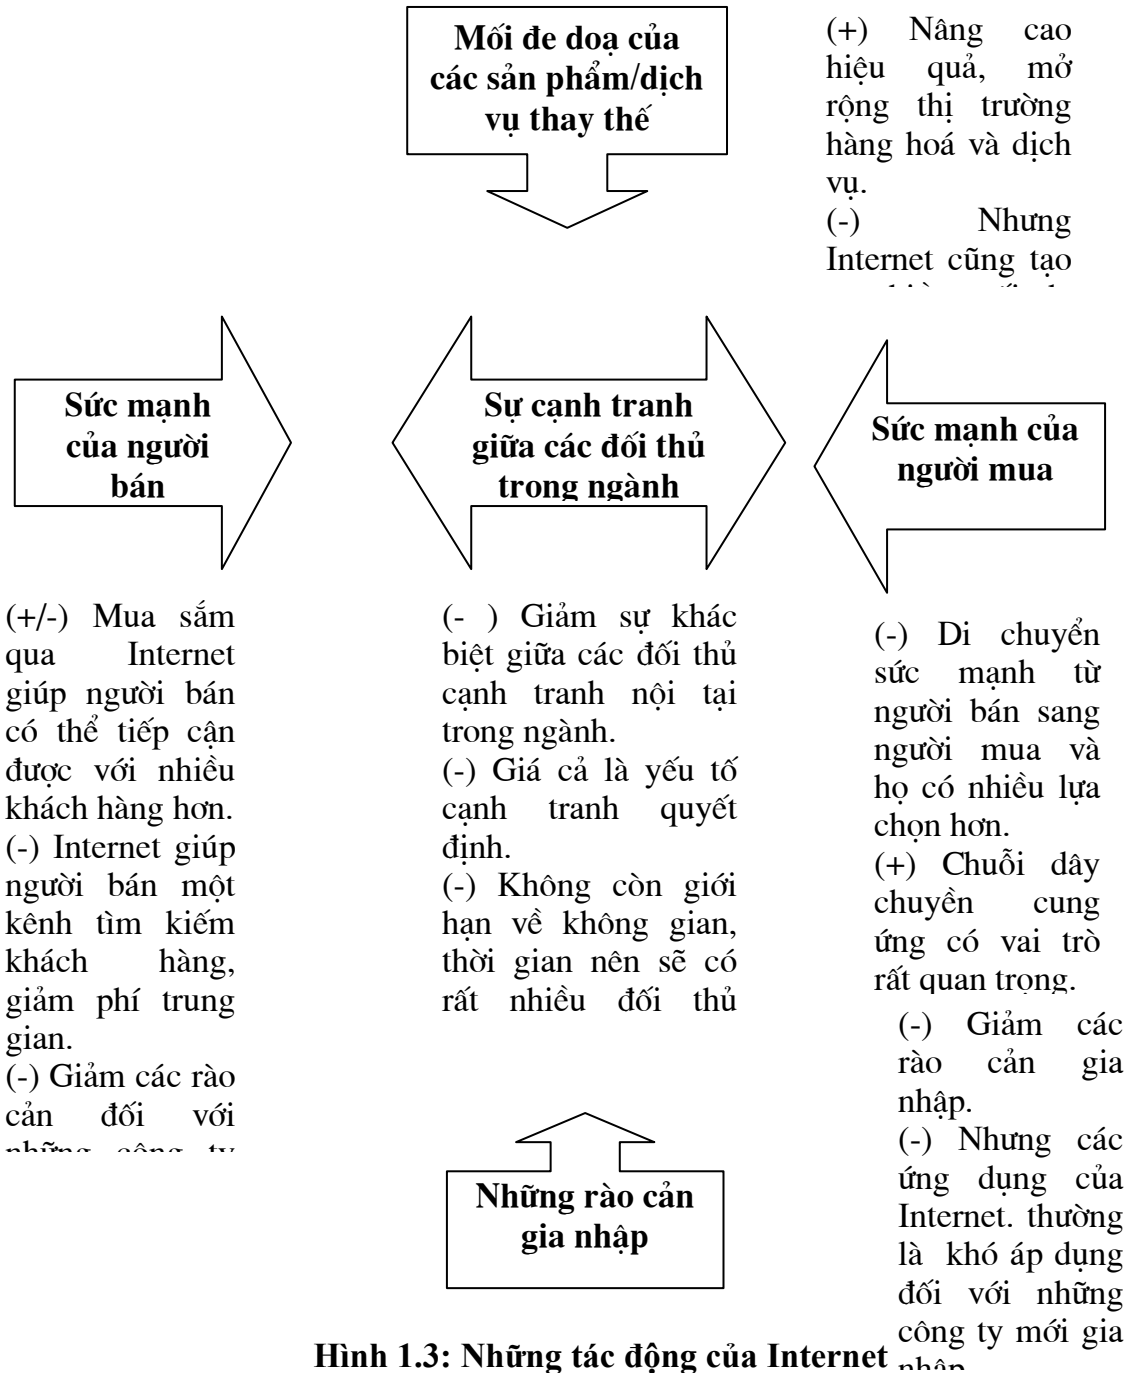 Mối đe doạ của
các sản phẩm/dịch
vụ thay thế
(+) Nâng cao
hiệu quả, mở
rộng thị trường
hàng hoá và dịch
vụ.
(-) Nhưng
Internet cũng tạo
Sức mạnh
của người
bán
Sự cạnh tranh
giữa các đối thủ
trong ngành
Sức mạnh của
người mua
(+/-) Mua sắm
qua Internet
giúp người bán
có thể tiếp cận
được với nhiều
khách hàng hơn.
(-) Internet giúp
người bán một
kênh tìm kiếm
khách hàng,
giảm phí trung
gian.
(-) Giảm các rào
cản đối với
những công ty
(- ) Giảm sự khác
biệt giữa các đối thủ
cạnh tranh nội tại
trong ngành.
(-) Giá cả là yếu tố
cạnh tranh quyết
định.
(-) Không còn giới
hạn về không gian,
thời gian nên sẽ có
rất nhiều đối thủ
(-) Di chuyển
sức mạnh từ
người bán sang
người mua và
họ có nhiều lựa
chọn hơn.
(+) Chuỗi dây
chuyền cung
ứng có vai trò
rất quan trọng.
(-) Giảm các
rào cản gia
nhập.
(-) Nhưng các
ứng dụng của
Internet. thường
là khó áp dụng
đối với những
công ty mới gia
nhập
Những rào cản
gia nhập
Hình 1.3: Những tác động của Internet